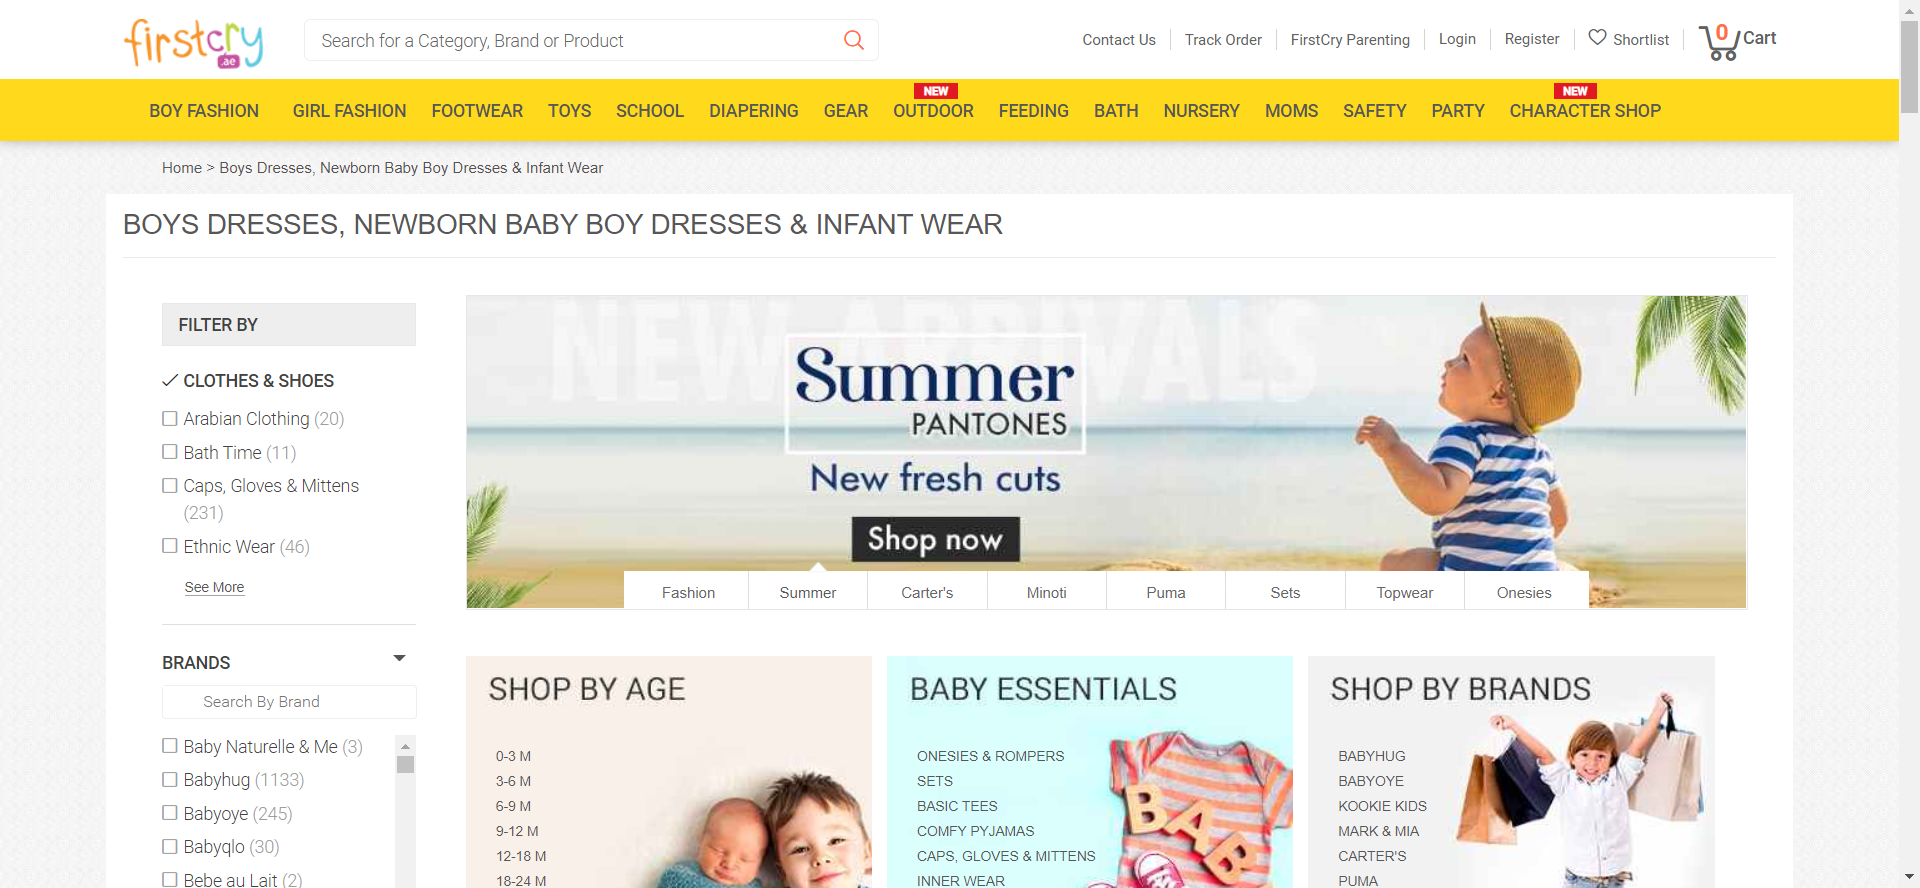 firstcry
.ae
Search for a Category, Brand or Product
Contact Us
Track Order
FirstCry Parenting
Login
Register
Shortlist
0
Cart
BOY FASHION
GIRL FASHION
FOOTWEAR
TOYS
SCHOOL
DIAPERING
GEAR
NEW
OUTDOOR
FEEDING
BATH
NURSERY
MOMS
SAFETY
PARTY
NEW
CHARACTER SHOP
Home > Boys Dresses, Newborn Baby Boy Dresses & Infant Wear
BOYS DRESSES, NEWBORN BABY BOY DRESSES & INFANT WEAR
FILTER BY
CLOTHES & SHOES
Arabian Clothing (20)
Bath Time (11)
Caps, Gloves & Mittens
(231)
Ethnic Wear (46)
See More
BRANDS
Search By Brand
Baby Naturelle & Me (3)
Babyhug (1133)
Babyoye (245)
Babyqlo (30)
Bebe au Lait (2)
NEW ARRIVALS
Summer
PANTONES
New fresh cuts
Shop now
Fashion
Summer
Carter's
Minoti
Puma
Sets
Topwear
Onesies
SHOP BY AGE
0-3 M
3-6 M
6-9 M
9-12 M
12-18 M
18-24 M
BABY ESSENTIALS
ONESIES & ROMPERS
SETS
BASIC TEES
COMFY PYJAMAS
CAPS, GLOVES & MITTENS
INNER WEAR
BAB
SHOP BY BRANDS
BABYHUG
BABYOYE
KOOKIE KIDS
MARK & MIA
CARTER'S
PUMA